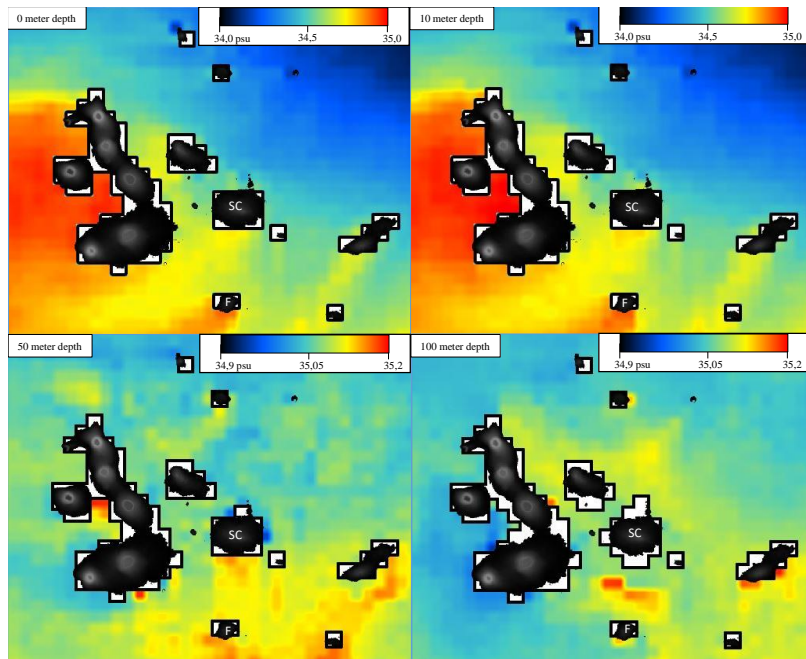 0 meter depth
34,0 psu 34,5 35,0
SC
F
10 meter depth
34,0 psu 34,5 35,0
SC
F
50 meter depth
34,9 psu 35,05 35,2
SC
F
100 meter depth
34,9 psu 35,05 35,2
SC
F